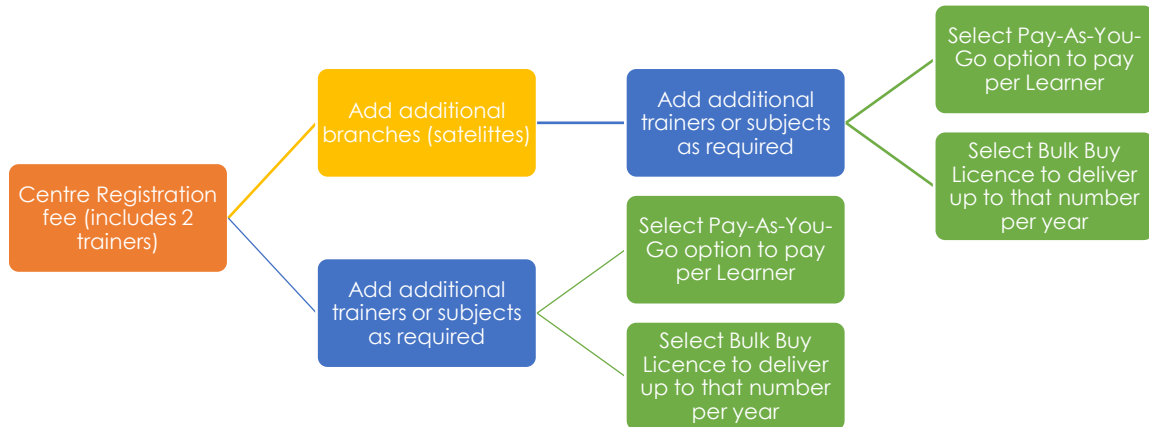 Centre Registration
fee (includes 2
trainers)
Add additional
branches (satelittes)
Add additional
trainers or subjects
as required
Select Pay-As-You-
Go option to pay
per Learner
Select Bulk Buy
Licence to deliver
up to that number
per year
Add additional
trainers or subjects
as required
Select Pay-As-You-
Go option to pay
per Learner
Select Bulk Buy
Licence to deliver
up to that number
per year